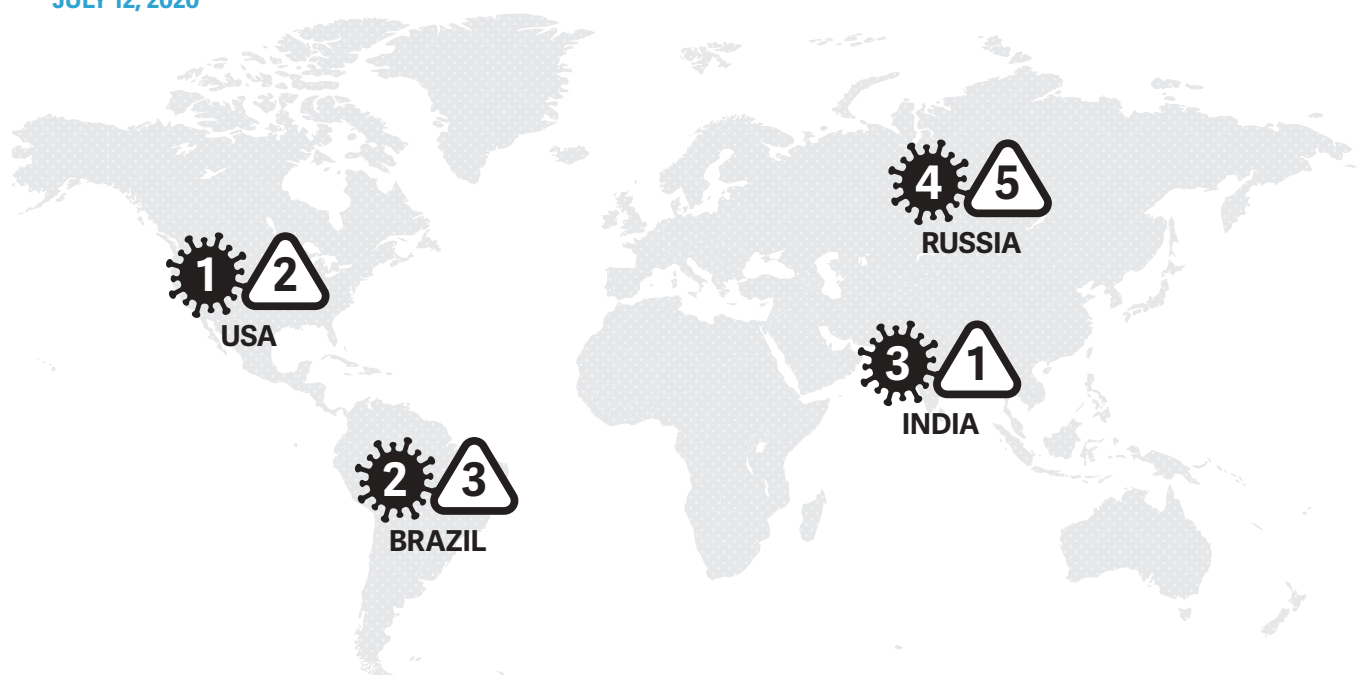 JULY 12, 2020
4 5
RUSSIA
1 2
USA
3 1
INDIA
2 3
BRAZIL